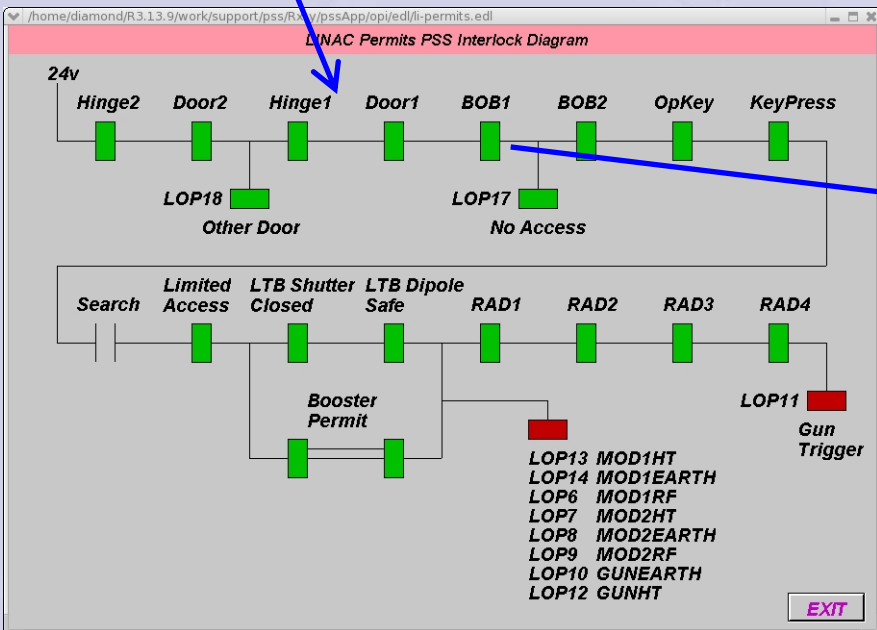 /home/diamond/R3.13.9/work/support/pss/Rx-y/pssApp/opi/edl/li-permits.edl
LINAC Permits PSS Interlock Diagram
24v
Hinge2 Door2 Hinge1 Door1 BOB1 BOB2 OpKey KeyPress
LOP18 LOP17
Other Door No Access
Search Limited Access LTB Shutter Closed LTB Dipole Safe RAD1 RAD2 RAD3 RAD4
Booster Permit
LOP11
Gun Trigger
LOP13 MOD1HT
LOP14 MOD1EARTH
LOP6 MOD1RF
LOP7 MOD2HT
LOP8 MOD2EARTH
LOP9 MOD2RF
LOP10 GUNEARTH
LOP12 GUNHT
EXIT